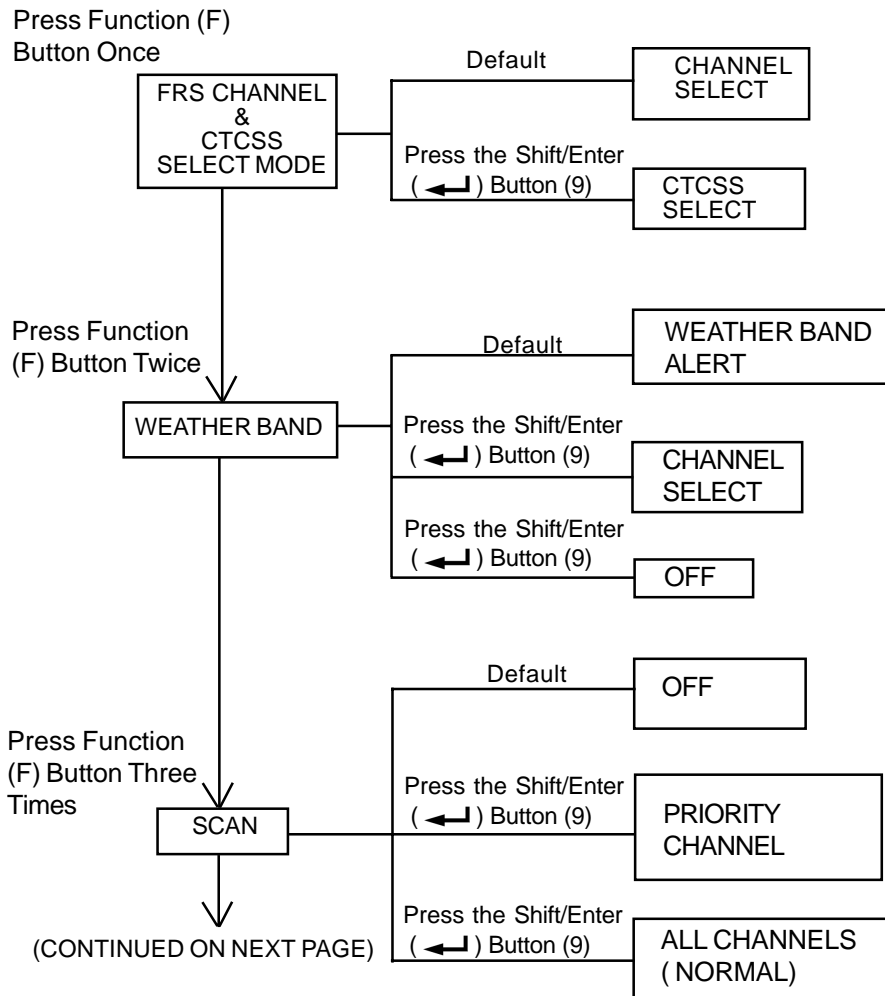 Press Function (F)
Button Once
FRS CHANNEL
&
CTCSS
SELECT MODE
Default
CHANNEL
SELECT
Press the Shift/Enter
( ) Button (9)
CTCSS
SELECT
Press Function
(F) Button Twice
WEATHER BAND
Default
WEATHER BAND
ALERT
Press the Shift/Enter
( ) Button (9)
CHANNEL
SELECT
Press the Shift/Enter
( ) Button (9)
OFF
Press Function
(F) Button Three
Times
SCAN
Default
OFF
Press the Shift/Enter
( ) Button (9)
PRIORITY
CHANNEL
Press the Shift/Enter
( ) Button (9)
ALL CHANNELS
( NORMAL)
(CONTINUED ON NEXT PAGE)